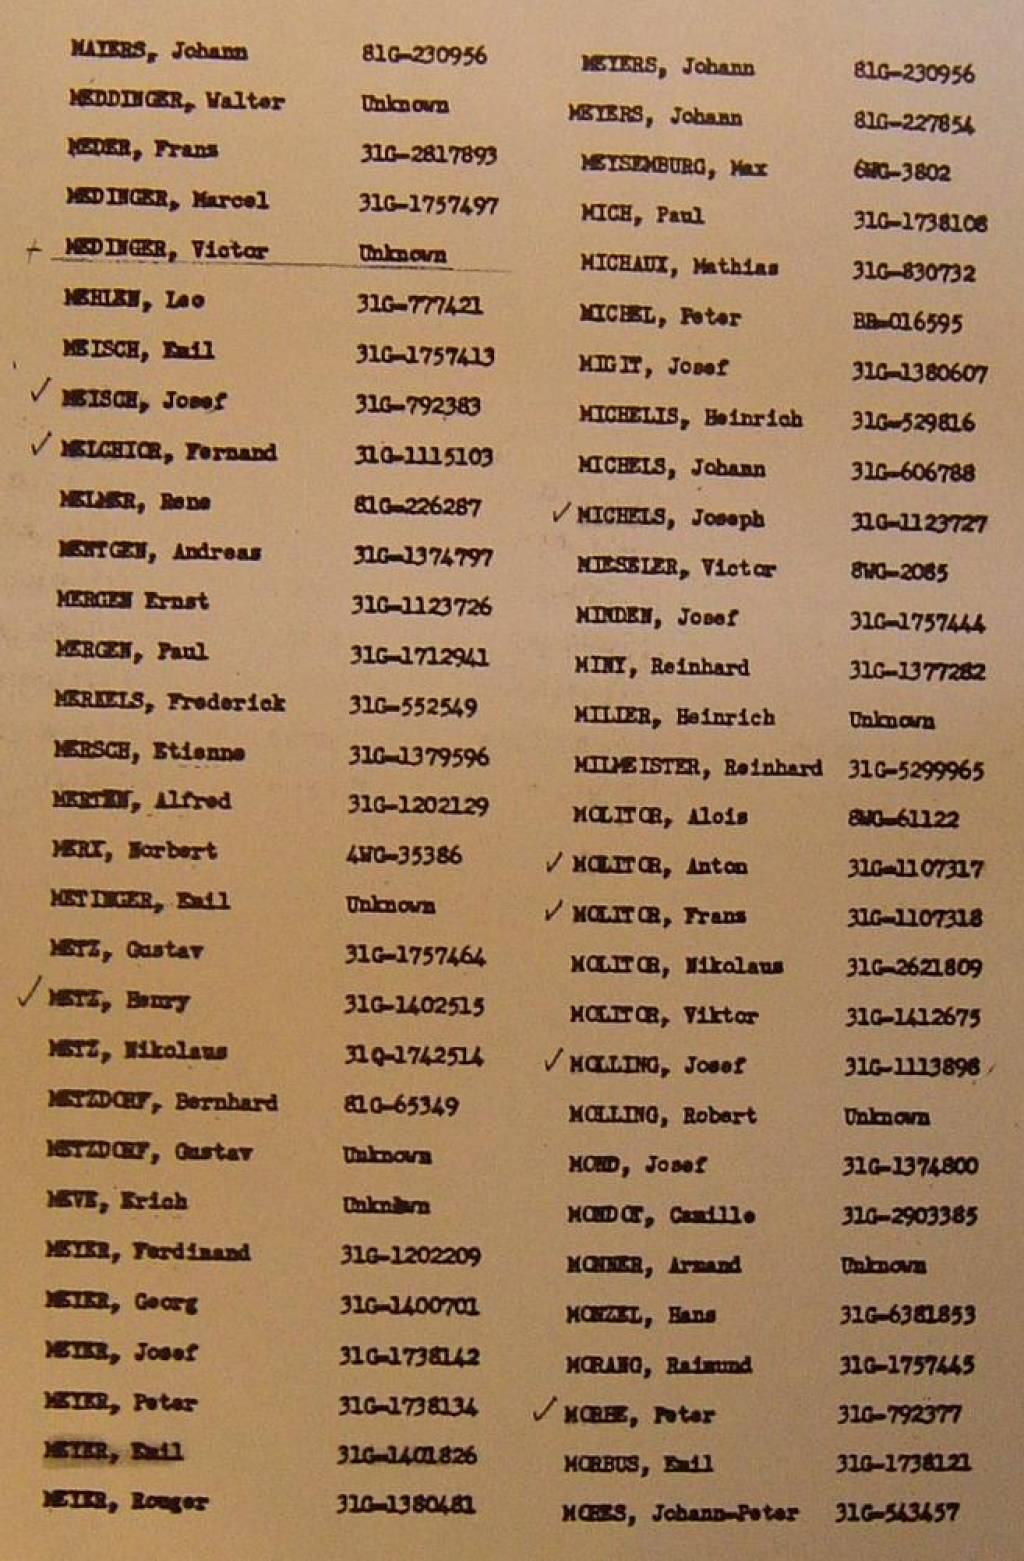 MAYERS, Johann 81G-230956
MEDDINGER, Walter Unknown
MEDER, Frans 31G-2817893
MEDINGER, Marcel 31G-1757497
+ MEDINGER, Victor Unknown
MEHLEN, Leo 31G-777421
MEISCH, Emil 31G-1757413
✓ MEISCH, Josef 31G-792383
✓ MELCHIOR, Fernand 31G-1115103
MELMER, Rene 81G-226287
MENTGEN, Andreas 31G-1374797
MERGEN Ernst 31G-1123726
MERGEN, Paul 31G-1712941
MERKELS, Frederick 31G-552549
MERSCH, Etienne 31G-1379596
MERTEN, Alfred 31G-1202129
MERX, Norbert 4WG-35386
METINGER, Emil Unknown
METZ, Gustav 31G-1757464
✓ METZ, Henry 31G-1402515
METZ, Nikolaus 31Q-1742514
METZDORF, Bernhard 81G-65349
METZDORF, Gustav Unknown
MEVE, Erich Unknown
MEYER, Ferdinand 31G-1202209
MEYER, Georg 31G-1400701
MEYER, Josef 31G-1738142
MEYER, Peter 31G-1738134
MEYER, Emil 31G-1401826
MEYER, Rouger 31G-1380481
MEYERS, Johann 81G-230956
MEYERS, Johann 81G-227854
MEYSEMBURG, Max 6WG-3802
MICH, Paul 31G-1738108
MICHAUX, Mathias 31G-830732
MICHEL, Peter BB-016595
MIGIT, Josef 31G-1380607
MICHELIS, Heinrich 31G-529816
MICHELS, Johann 31G-606788
✓ MICHELS, Joseph 31G-1123727
MIESELER, Victor 8WG-2085
MINDEN, Josef 31G-1757444
MINY, Reinhard 31G-1377282
MILIER, Heinrich Unknown
MILMEISTER, Reinhard 31G-5299965
MOLITOR, Alois 8WG-61122
✓ MOLITOR, Anton 31G-1107317
✓ MOLITOR, Frans 31G-1107318
MOLITOR, Nikolaus 31G-2621809
MOLITOR, Viktor 31G-1412675
✓ MOLLING, Josef 31G-1113898
MOLLING, Robert Unknown
MOND, Josef 31G-1374800
MONDOT, Camille 31G-2903385
MONNER, Armand Unknown
MONZEL, Hans 31G-6381853
MORANG, Raimund 31G-1757445
✓ MORBE, Peter 31G-792377
MORBUS, Emil 31G-1738121
MORES, Johann-Peter 31G-543457